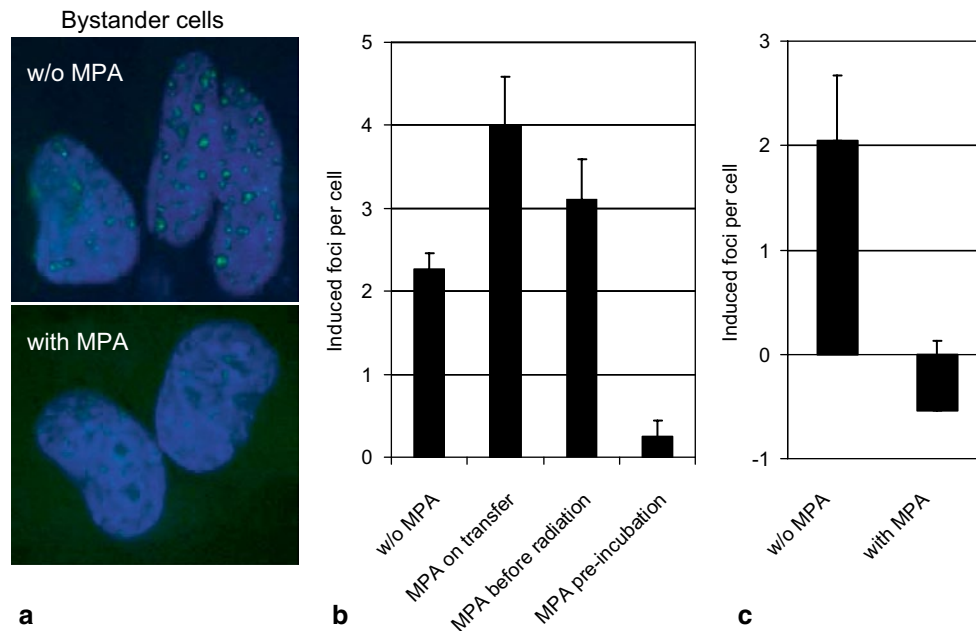 Bystander cells
w/o MPA
with MPA
a
5
4
3
2
1
0
Induced foci per cell
w/o MPA
MPA on transfer
MPA before radiation
MPA pre-incubation
b
3
2
1
0
-1
Induced foci per cell
w/o MPA
with MPA
c